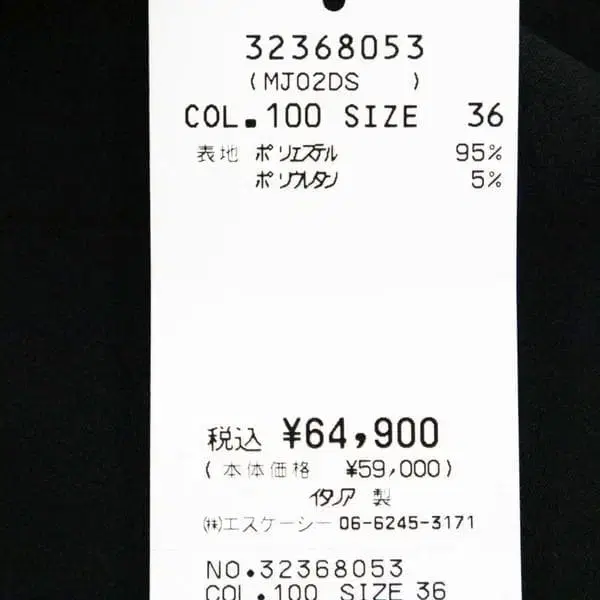 32368053
(MJ02DS )
COL.100 SIZE 36
表地 ポリエステル 95%
ポリウレタン 5%
税込 ¥64,900
(本体価格 ¥59,000)
イタリア 製
㈱エスケーシー 06-6245-3171
NO.32368053
COL.100 SIZE 36